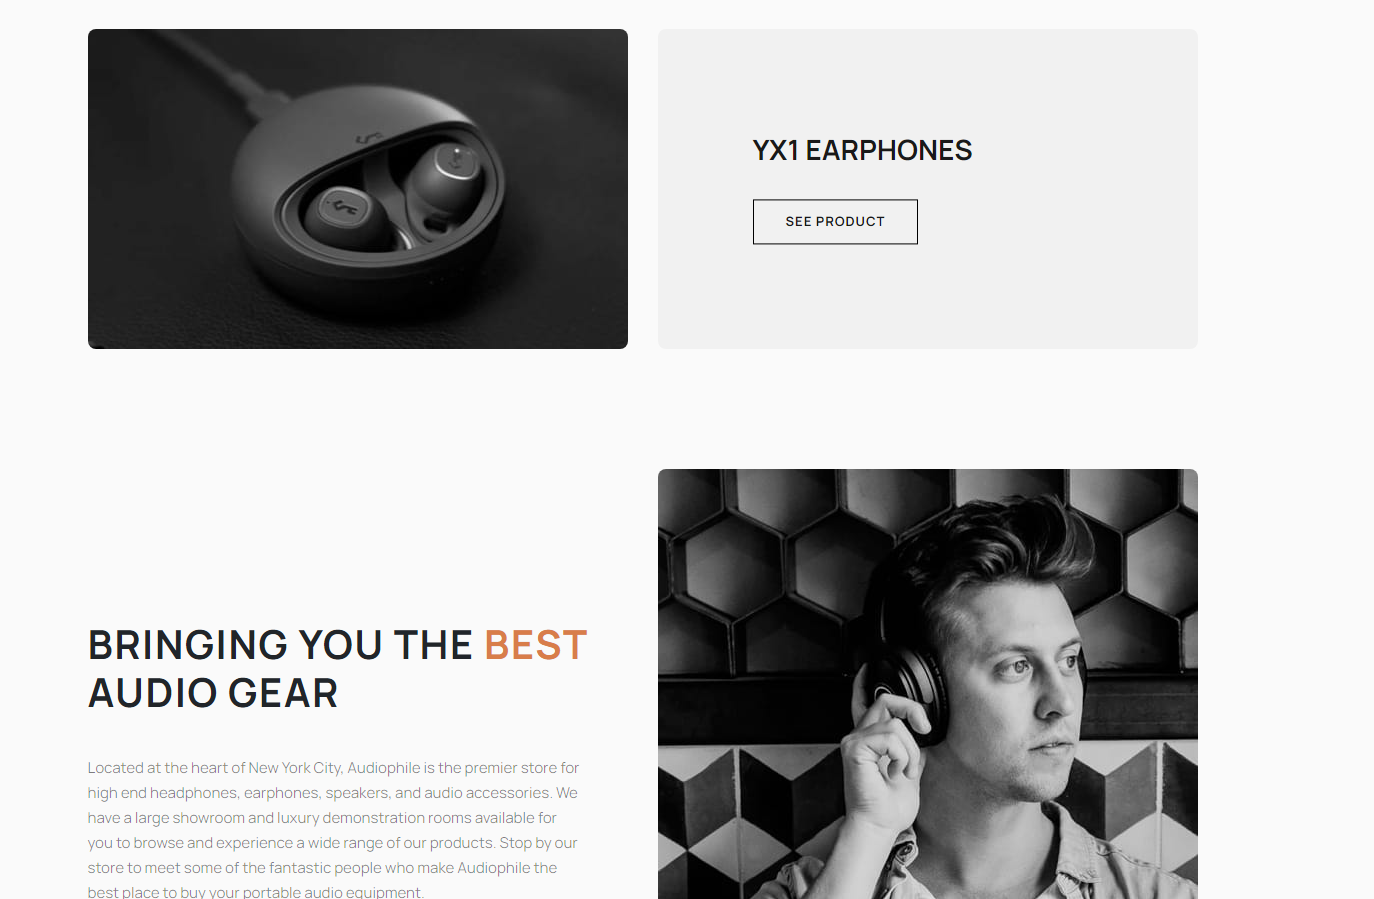 YX1 EARPHONES
SEE PRODUCT
BRINGING YOU THE BEST
AUDIO GEAR
Located at the heart of New York City, Audiophile is the premier store for
high end headphones, earphones, speakers, and audio accessories. We
have a large showroom and luxury demonstration rooms available for
you to browse and experience a wide range of our products. Stop by our
store to meet some of the fantastic people who make Audiophile the
best place to buy your portable audio equipment.